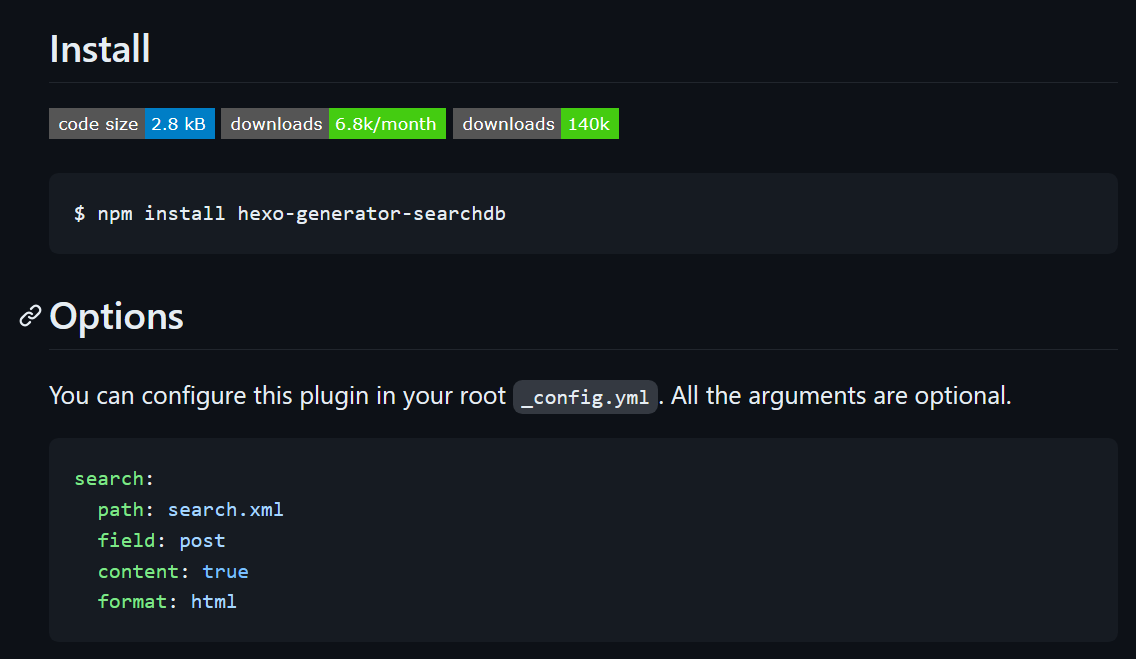 Install
code size 2.8 kB downloads 6.8k/month downloads 140k
$ npm install hexo-generator-searchdb
Options
You can configure this plugin in your root _config.yml. All the arguments are optional.
search:
  path: search.xml
  field: post
  content: true
  format: html